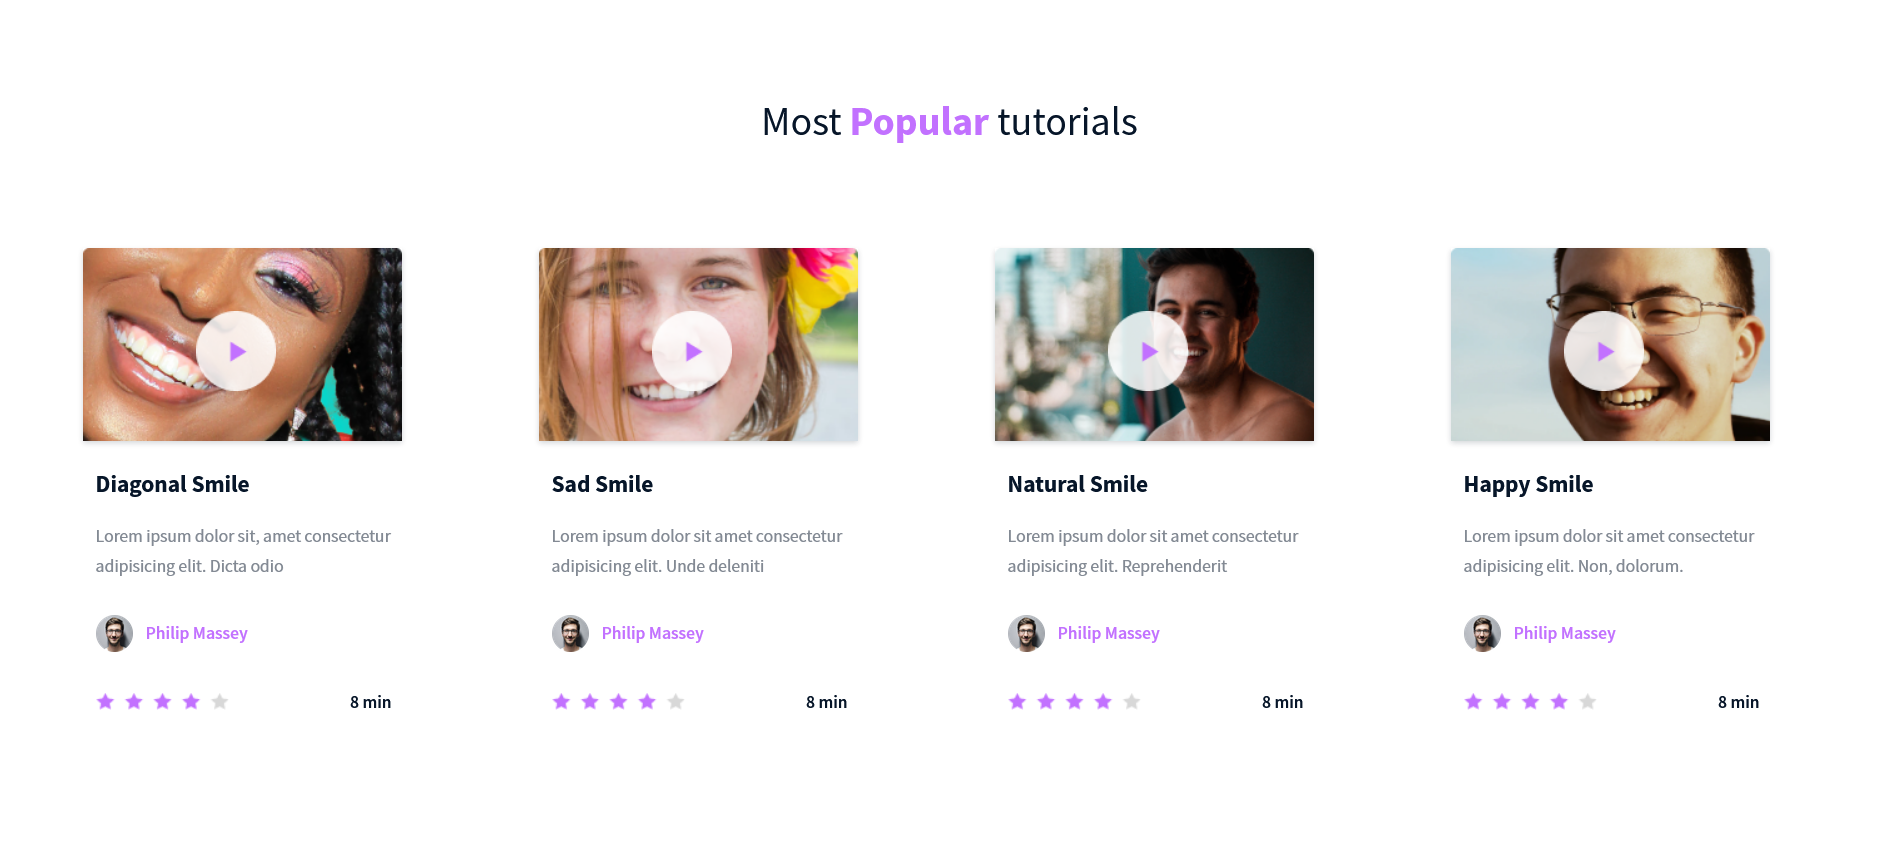 Most Popular tutorials
Diagonal Smile
Lorem ipsum dolor sit, amet consectetur
adipisicing elit. Dicta odio
Philip Massey
8 min
Sad Smile
Lorem ipsum dolor sit amet consectetur
adipisicing elit. Unde deleniti
Philip Massey
8 min
Natural Smile
Lorem ipsum dolor sit amet consectetur
adipisicing elit. Reprehenderit
Philip Massey
8 min
Happy Smile
Lorem ipsum dolor sit amet consectetur
adipisicing elit. Non, dolorum.
Philip Massey
8 min